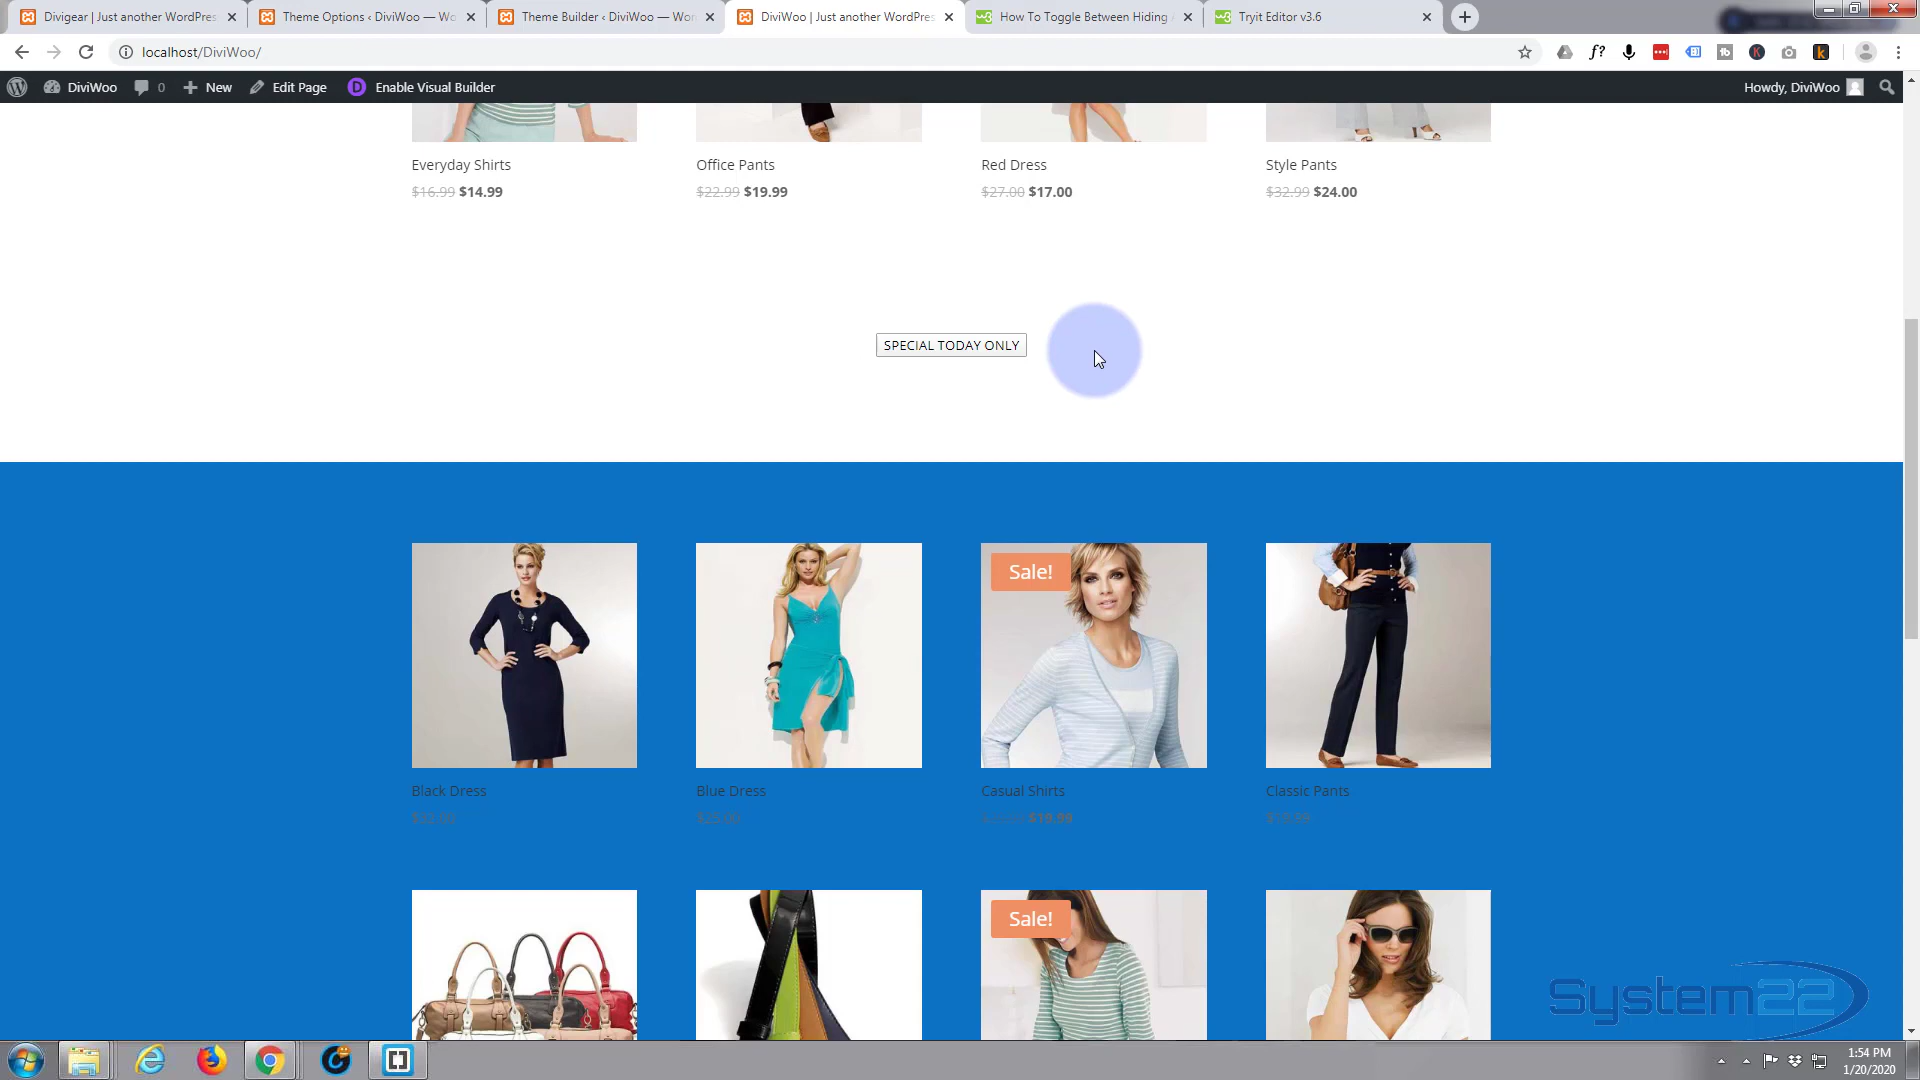 Divigear | Just another WordPres
Theme Options ‹ DiviWoo — Wo
Theme Builder ‹ DiviWoo — Wor
DiviWoo | Just another WordPres
How To Toggle Between Hiding
Tryit Editor v3.6
localhost/DiviWoo/
DiviWoo 0 New Edit Page Enable Visual Builder Howdy, DiviWoo
Everyday Shirts Office Pants Red Dress Style Pants
$16.99 $14.99 $22.99 $19.99 $27.00 $17.00 $32.99 $24.00
SPECIAL TODAY ONLY
Sale!
Black Dress Blue Dress Casual Shirts Classic Pants
$19.99
Sale!
System22
1:54 PM
1/20/2020